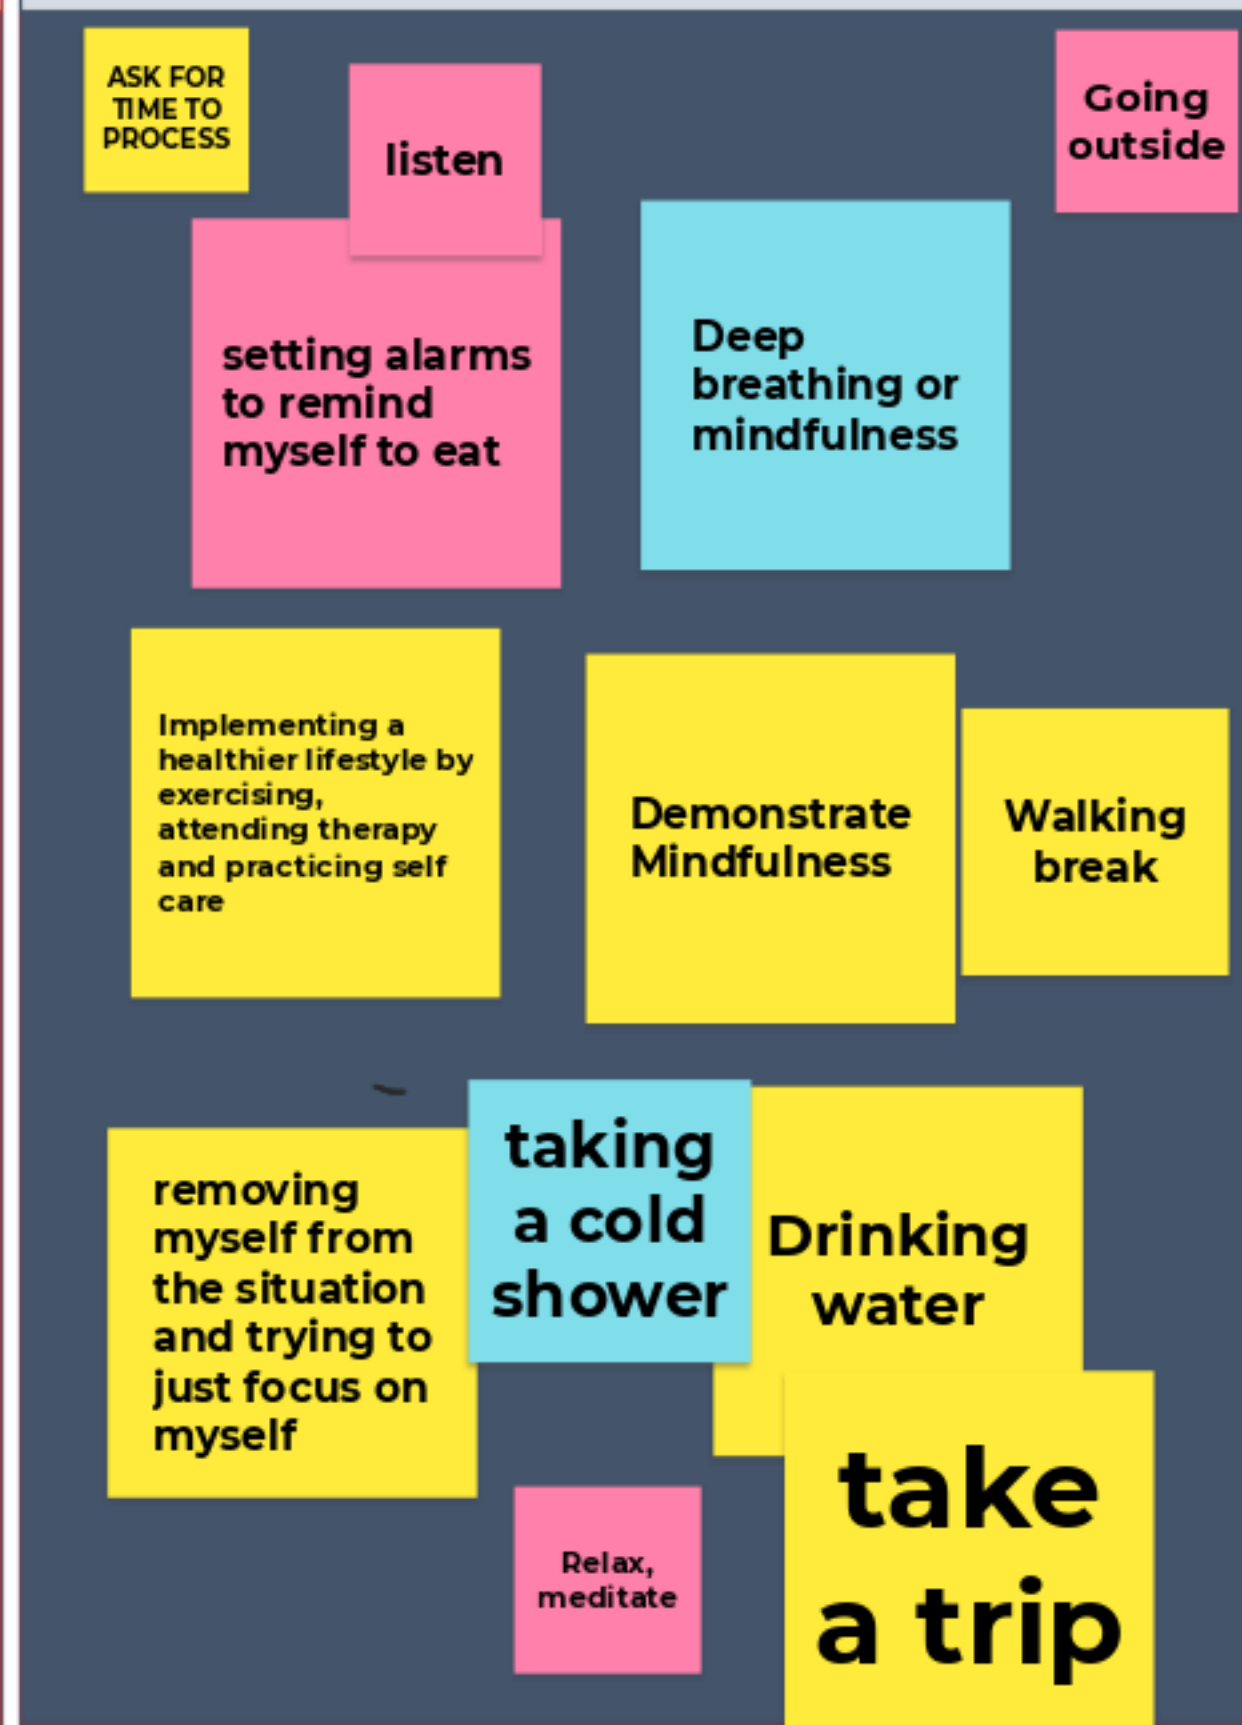 ASK FOR
TIME TO
PROCESS
listen
Going
outside
setting alarms
to remind
myself to eat
Deep
breathing or
mindfulness
Implementing a
healthier lifestyle by
exercising,
attending therapy
and practicing self
care
Demonstrate
Mindfulness
Walking
break
removing
myself from
the situation
and trying to
just focus on
myself
taking
a cold
shower
Drinking
water
Relax,
meditate
take
a trip